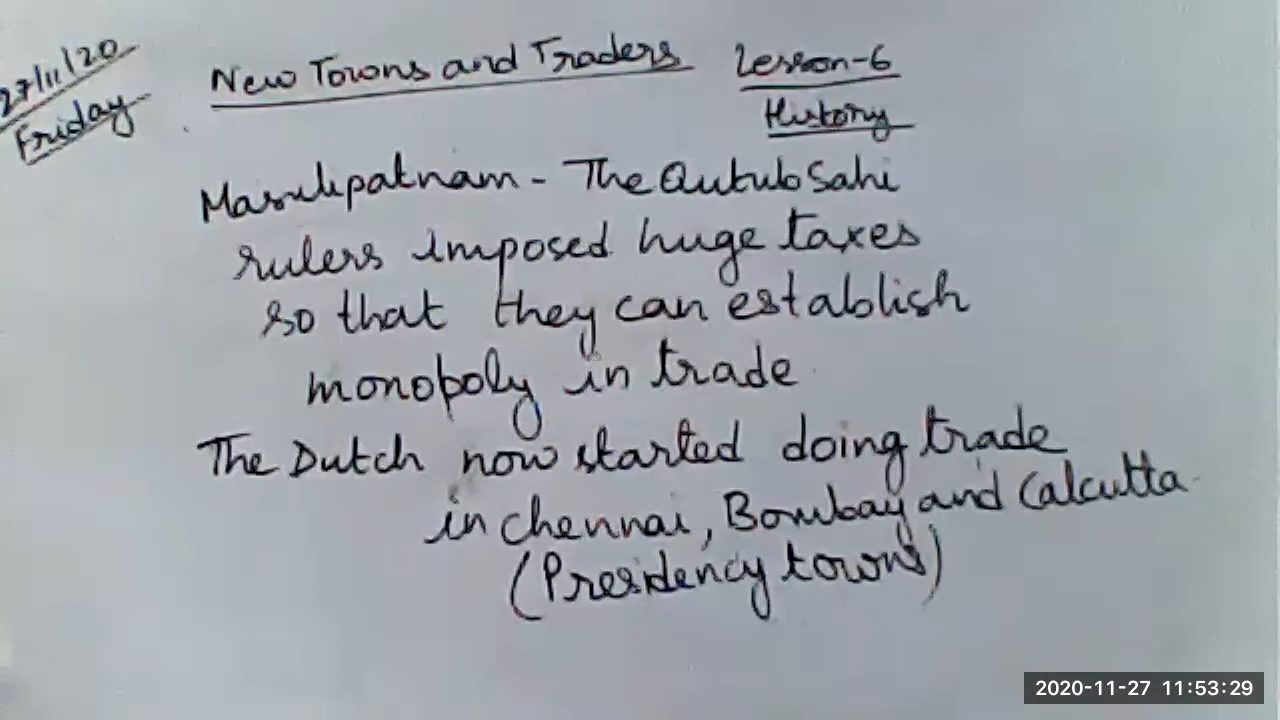 27/11/20
Friday
New Towns and Traders Lesson-6
History
Masulipatnam - The Qutub Sahi
rulers imposed huge taxes
so that they can establish
monopoly in trade
The Dutch now started doing trade
in chennai, Bombay and Calcutta
(Presidency towns)
2020-11-27 11:53:29